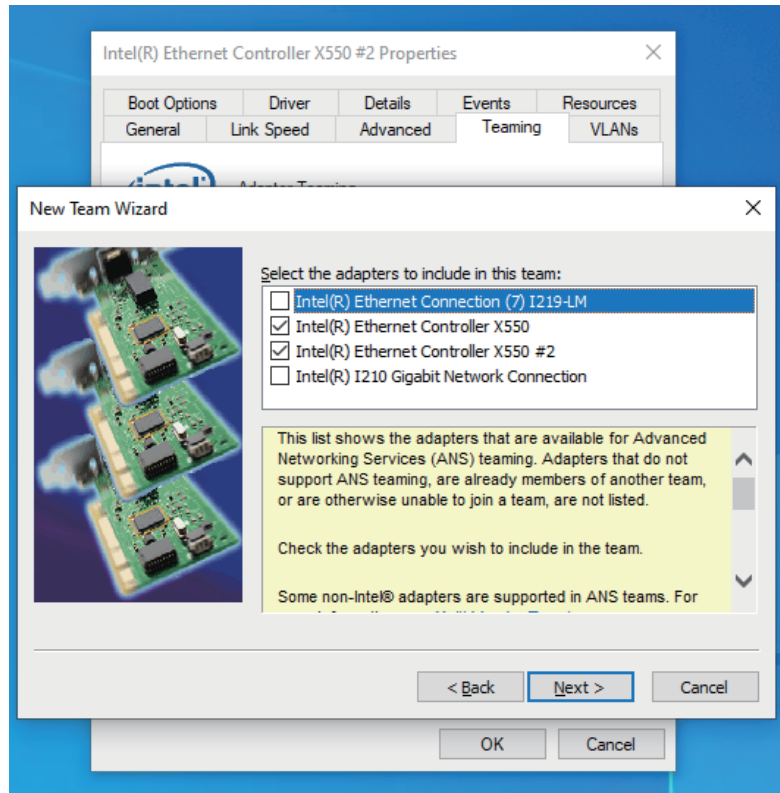 Intel(R) Ethernet Controller X550 #2 Properties
Boot Options Driver Details Events Resources
General Link Speed Advanced Teaming VLANs
New Team Wizard
Select the adapters to include in this team:
Intel(R) Ethernet Connection (7) I219-LM
Intel(R) Ethernet Controller X550
Intel(R) Ethernet Controller X550 #2
Intel(R) I210 Gigabit Network Connection
This list shows the adapters that are available for Advanced
Networking Services (ANS) teaming. Adapters that do not
support ANS teaming, are already members of another team,
or are otherwise unable to join a team, are not listed.
Check the adapters you wish to include in the team.
Some non-Intel® adapters are supported in ANS teams. For
< Back Next > Cancel
OK Cancel